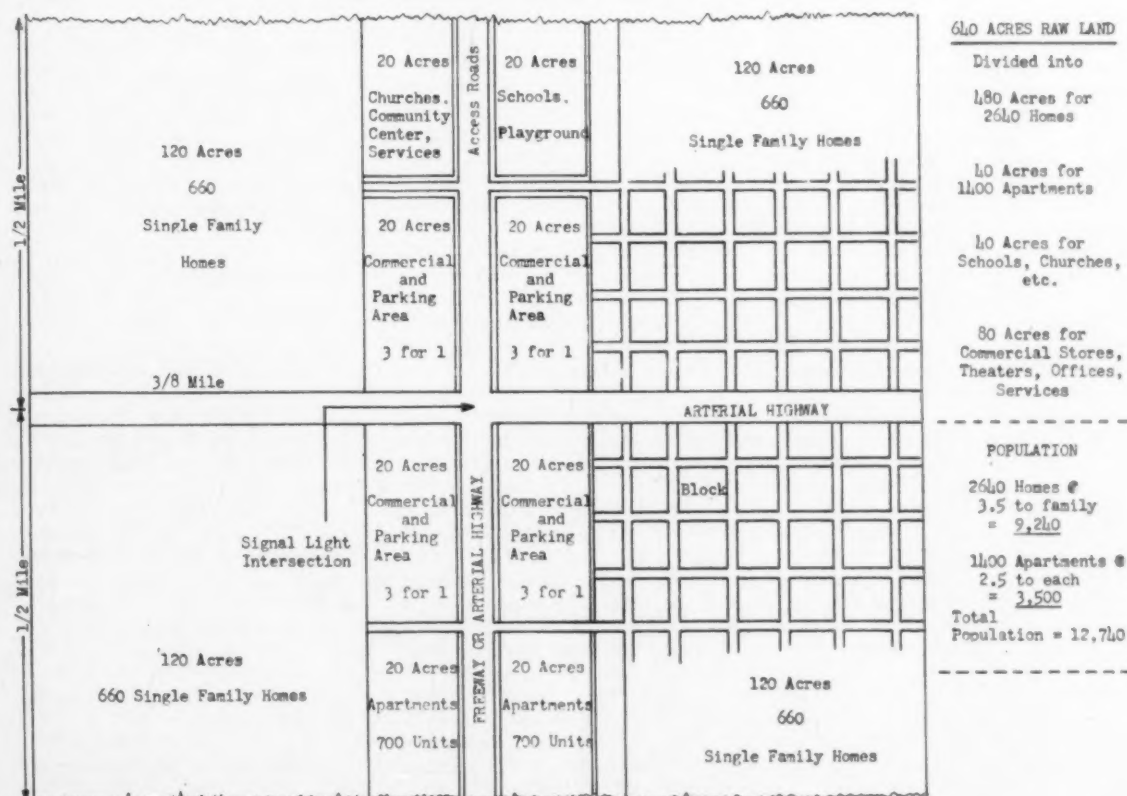 20 Acres
Churches.
Community
Center,
Services
Access Roads
20 Acres
Schools.
Playground
120 Acres
660
Single Family Homes
120 Acres
660
Single Family
Homes
1/2 Mile
20 Acres
Commercial
and
Parking
Area
3 for 1
20 Acres
Commercial
and
Parking
Area
3 for 1
3/8 Mile
ARTERIAL HIGHWAY
20 Acres
Commercial
and
Parking
Area
3 for 1
FREEWAY OR ARTERIAL HIGHWAY
20 Acres
Commercial
and
Parking
Area
3 for 1
Block
Signal Light
Intersection
1/2 Mile
120 Acres
660 Single Family Homes
20 Acres
Apartments
700 Units
20 Acres
Apartments
700 Units
120 Acres
660
Single Family Homes
640 ACRES RAW LAND
Divided into
480 Acres for
2640 Homes
40 Acres for
1400 Apartments
40 Acres for
Schools, Churches,
etc.
80 Acres for
Commercial Stores,
Theaters, Offices,
Services
POPULATION
2640 Homes @
3.5 to family
= 9,240
1400 Apartments @
2.5 to each
= 3,500
Total
Population = 12,740